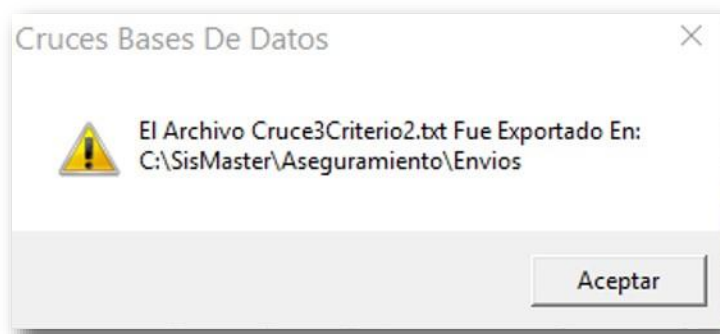 Cruces Bases De Datos
El Archivo Cruce3Criterio2.txt Fue Exportado En:
C:\SisMaster\Aseguramiento\Envios
Aceptar